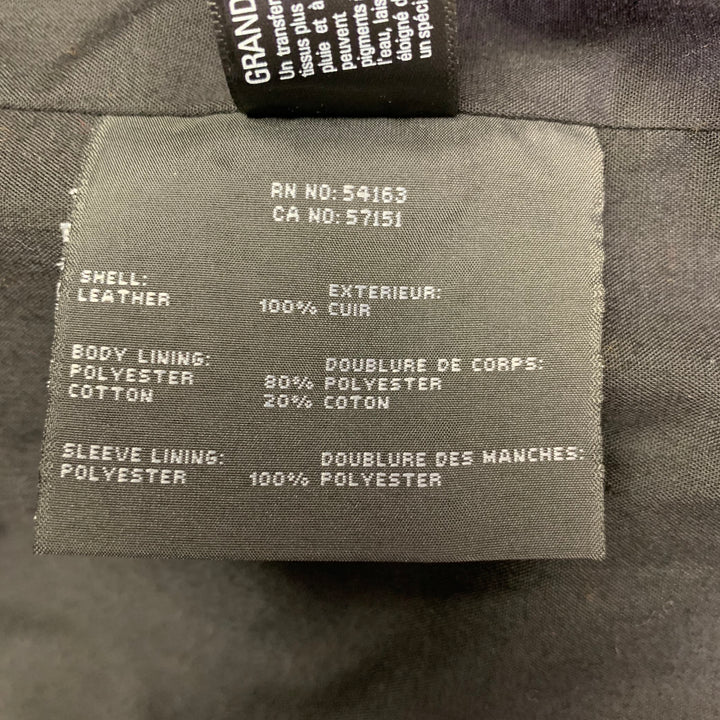 GRAND
Un transfer
tissus plus
pluie et à
peuvent
pigments
l'eau, lais
éloigné d
un spéci
RN NO: 54163
CA NO: 57151
SHELL:
LEATHER 100%
EXTERIEUR:
CUIR
BODY LINING:
POLYESTER 80%
COTTON 20%
DOUBLURE DE CORPS:
POLYESTER
COTON
SLEEVE LINING:
POLYESTER 100%
DOUBLURE DES MANCHES:
POLYESTER